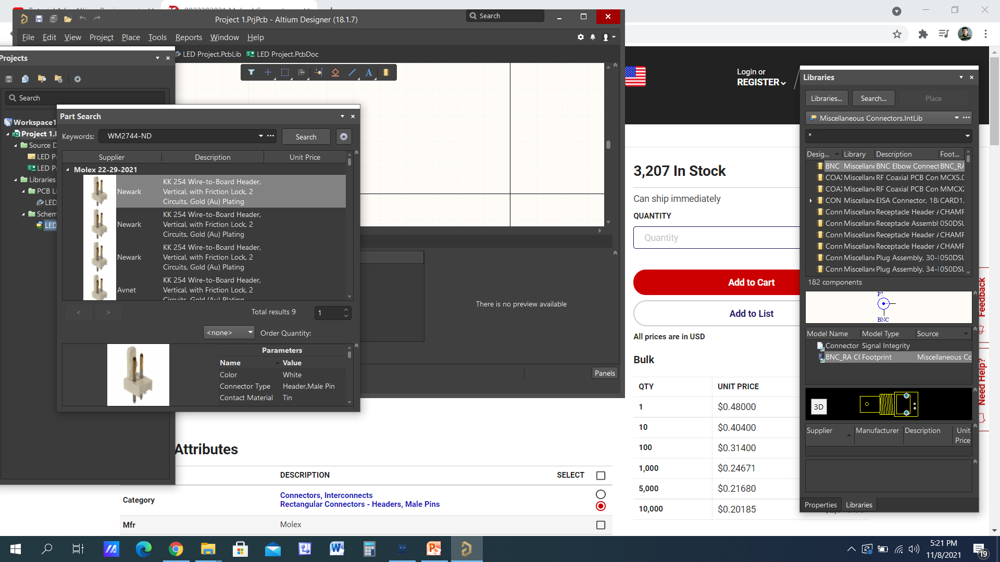 Project 1.PrjPcb - Altium Designer (18.1.7)
Search
File Edit View Project Place Tools Reports Window Help
LED Project.PcbLib LED Project.PcbDoc
Projects
Search
Workspace1
Project 1.
Source D
LED P
LED P
Libraries
PCB Li
LED
Schem
LED
Part Search
Keywords: WM2744-ND Search
Supplier Description Unit Price
Molex 22-29-2021
Newark KK 254 Wire-to-Board Header,
Vertical, with Friction Lock, 2
Circuits, Gold (Au) Plating
Newark KK 254 Wire-to-Board Header,
Vertical, with Friction Lock, 2
Circuits, Gold (Au) Plating
Newark KK 254 Wire-to-Board Header,
Vertical, with Friction Lock, 2
Circuits, Gold (Au) Plating
Avnet KK 254 Wire-to-Board Header,
Vertical, with Friction Lock, 2
Circuits, Gold (Au) Plating
< > Total results 9 1
<none> Order Quantity:
Parameters
Name Value
Color White
Connector Type Header,Male Pin
Contact Material Tin
There is no preview available
Panels
Login or
REGISTER
3,207 In Stock
Can ship immediately
QUANTITY
Quantity
Add to Cart
Add to List
All prices are in USD
Bulk
QTY UNIT PRICE
1 $0.48000
10 $0.40400
100 $0.31400
1,000 $0.24671
5,000 $0.21680
10,000 $0.20185
Attributes
DESCRIPTION SELECT
Category Connectors, Interconnects
Rectangular Connectors - Headers, Male Pins
Mfr Molex
Libraries
Libraries... Search... Place
Miscellaneous Connectors.IntLib
*
Desig... Library Description Foot...
BNC Miscellane BNC Elbow Connect BNC_RA
COA Miscellane RF Coaxial PCB Con MCX5.0
COA Miscellane RF Coaxial PCB Con MMCX2
CON Miscellane EISA Connector, 18 CARD1.
Conn Miscellane Receptacle Header CHAMF
Conn Miscellane Receptacle Assembl 050DSU
Conn Miscellane Receptacle Header CHAMF
Conn Miscellane Receptacle Header CHAMF
Conn Miscellane Plug Assembly, 30- 050DSU
Conn Miscellane Plug Assembly, 34- 050DSU
182 components
P?
BNC
Model Name Model Type Source
Connector Signal Integrity
BNC_RA CO Footprint Miscellaneous Co
3D
Supplier Manufacturer Description Unit
Price
Properties Libraries
Feedback
Need Help?
5:21 PM
11/8/2021
19